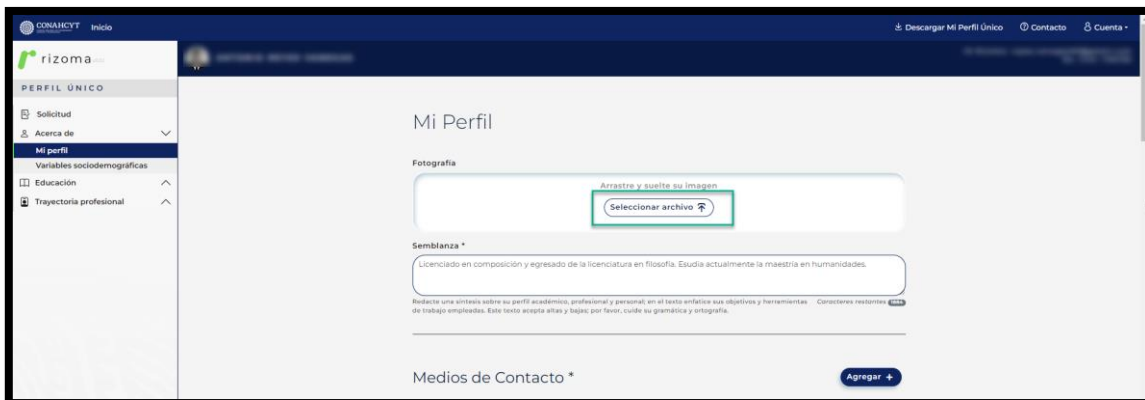 CONAHCYT Inicio
Descargar Mi Perfil Único Contacto Cuenta
rizoma
PERFIL ÚNICO
Solicitud
Acerca de
Mi perfil
Variables sociodemográficas
Educación
Trayectoria profesional
Mi Perfil
Fotografía
Arrastre y suelte su imagen
Seleccionar archivo
Semblanza *
Licenciado en composición y egresado de la licenciatura en filosofía. Esudia actualmente la maestría en humanidades.
Redacte una síntesis sobre su perfil académico, profesional y personal; en el texto enfatice sus objetivos y herramientas Caracteres restantes
de trabajo empleadas. Este texto acepta altas y bajas; por favor, cuide su gramática y ortografía.
Medios de Contacto *
Agregar +